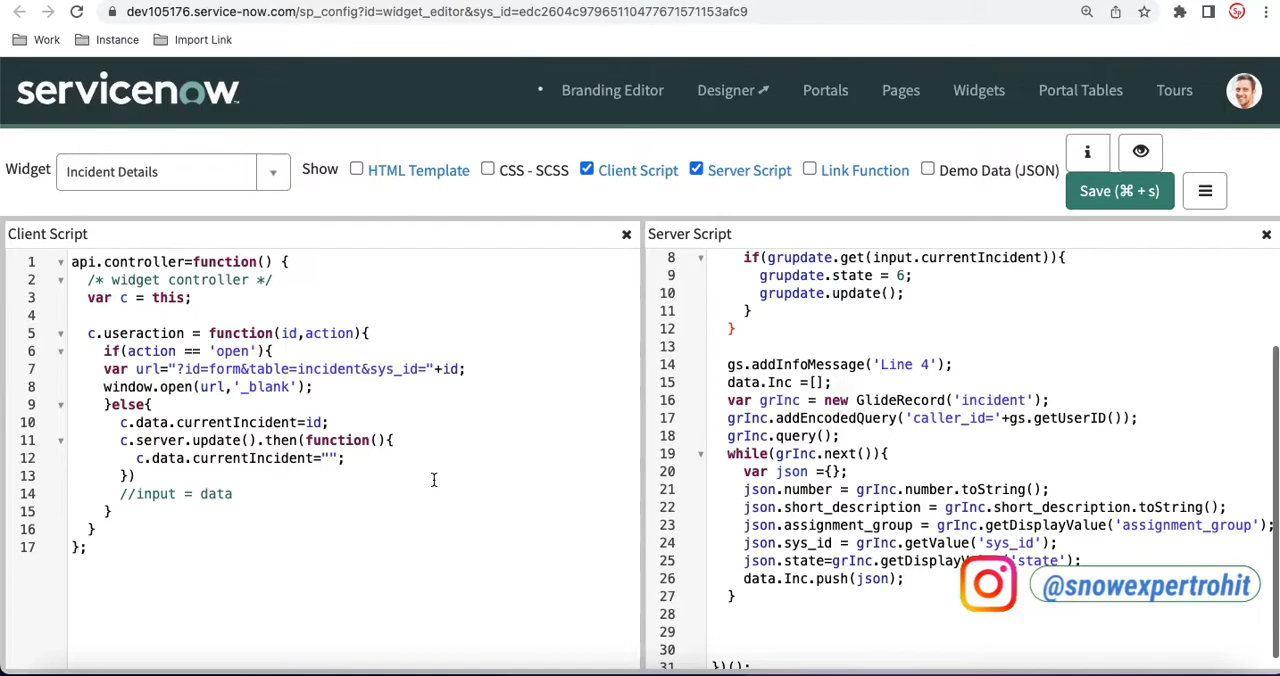 dev105176.service-now.com/sp_config?id=widget_editor&sys_id=edc2604c97965110477671571153afc9
Work Instance Import Link
servicenow Branding Editor Designer Portals Pages Widgets Portal Tables Tours
Widget Incident Details Show HTML Template CSS - SCSS Client Script Server Script Link Function Demo Data (JSON)
Save (⌘ + s)
Client Script
1 api.controller=function() {
2 /* widget controller */
3 var c = this;
4
5 c.useraction = function(id,action){
6 if(action == 'open'){
7 var url="?id=form&table=incident&sys_id="+id;
8 window.open(url,'_blank');
9 }else{
10 c.data.currentIncident=id;
11 c.server.update().then(function(){
12 c.data.currentIncident="";
13 })
14 //input = data
15 }
16 }
17 };
Server Script
8 if(grupdate.get(input.currentIncident)){
9 grupdate.state = 6;
10 grupdate.update();
11 }
12 }
13
14 gs.addInfoMessage('Line 4');
15 data.Inc =[];
16 var grInc = new GlideRecord('incident');
17 grInc.addEncodedQuery('caller_id='+gs.getUserID());
18 grInc.query();
19 while(grInc.next()){
20 var json ={};
21 json.number = grInc.number.toString();
22 json.short_description = grInc.short_description.toString();
23 json.assignment_group = grInc.getDisplayValue('assignment_group');
24 json.sys_id = grInc.getValue('sys_id');
25 json.state=grInc.getDisplay 'state');
26 data.Inc.push(json);
27 }
28
29
30
31 })();
@snowexpertrohit